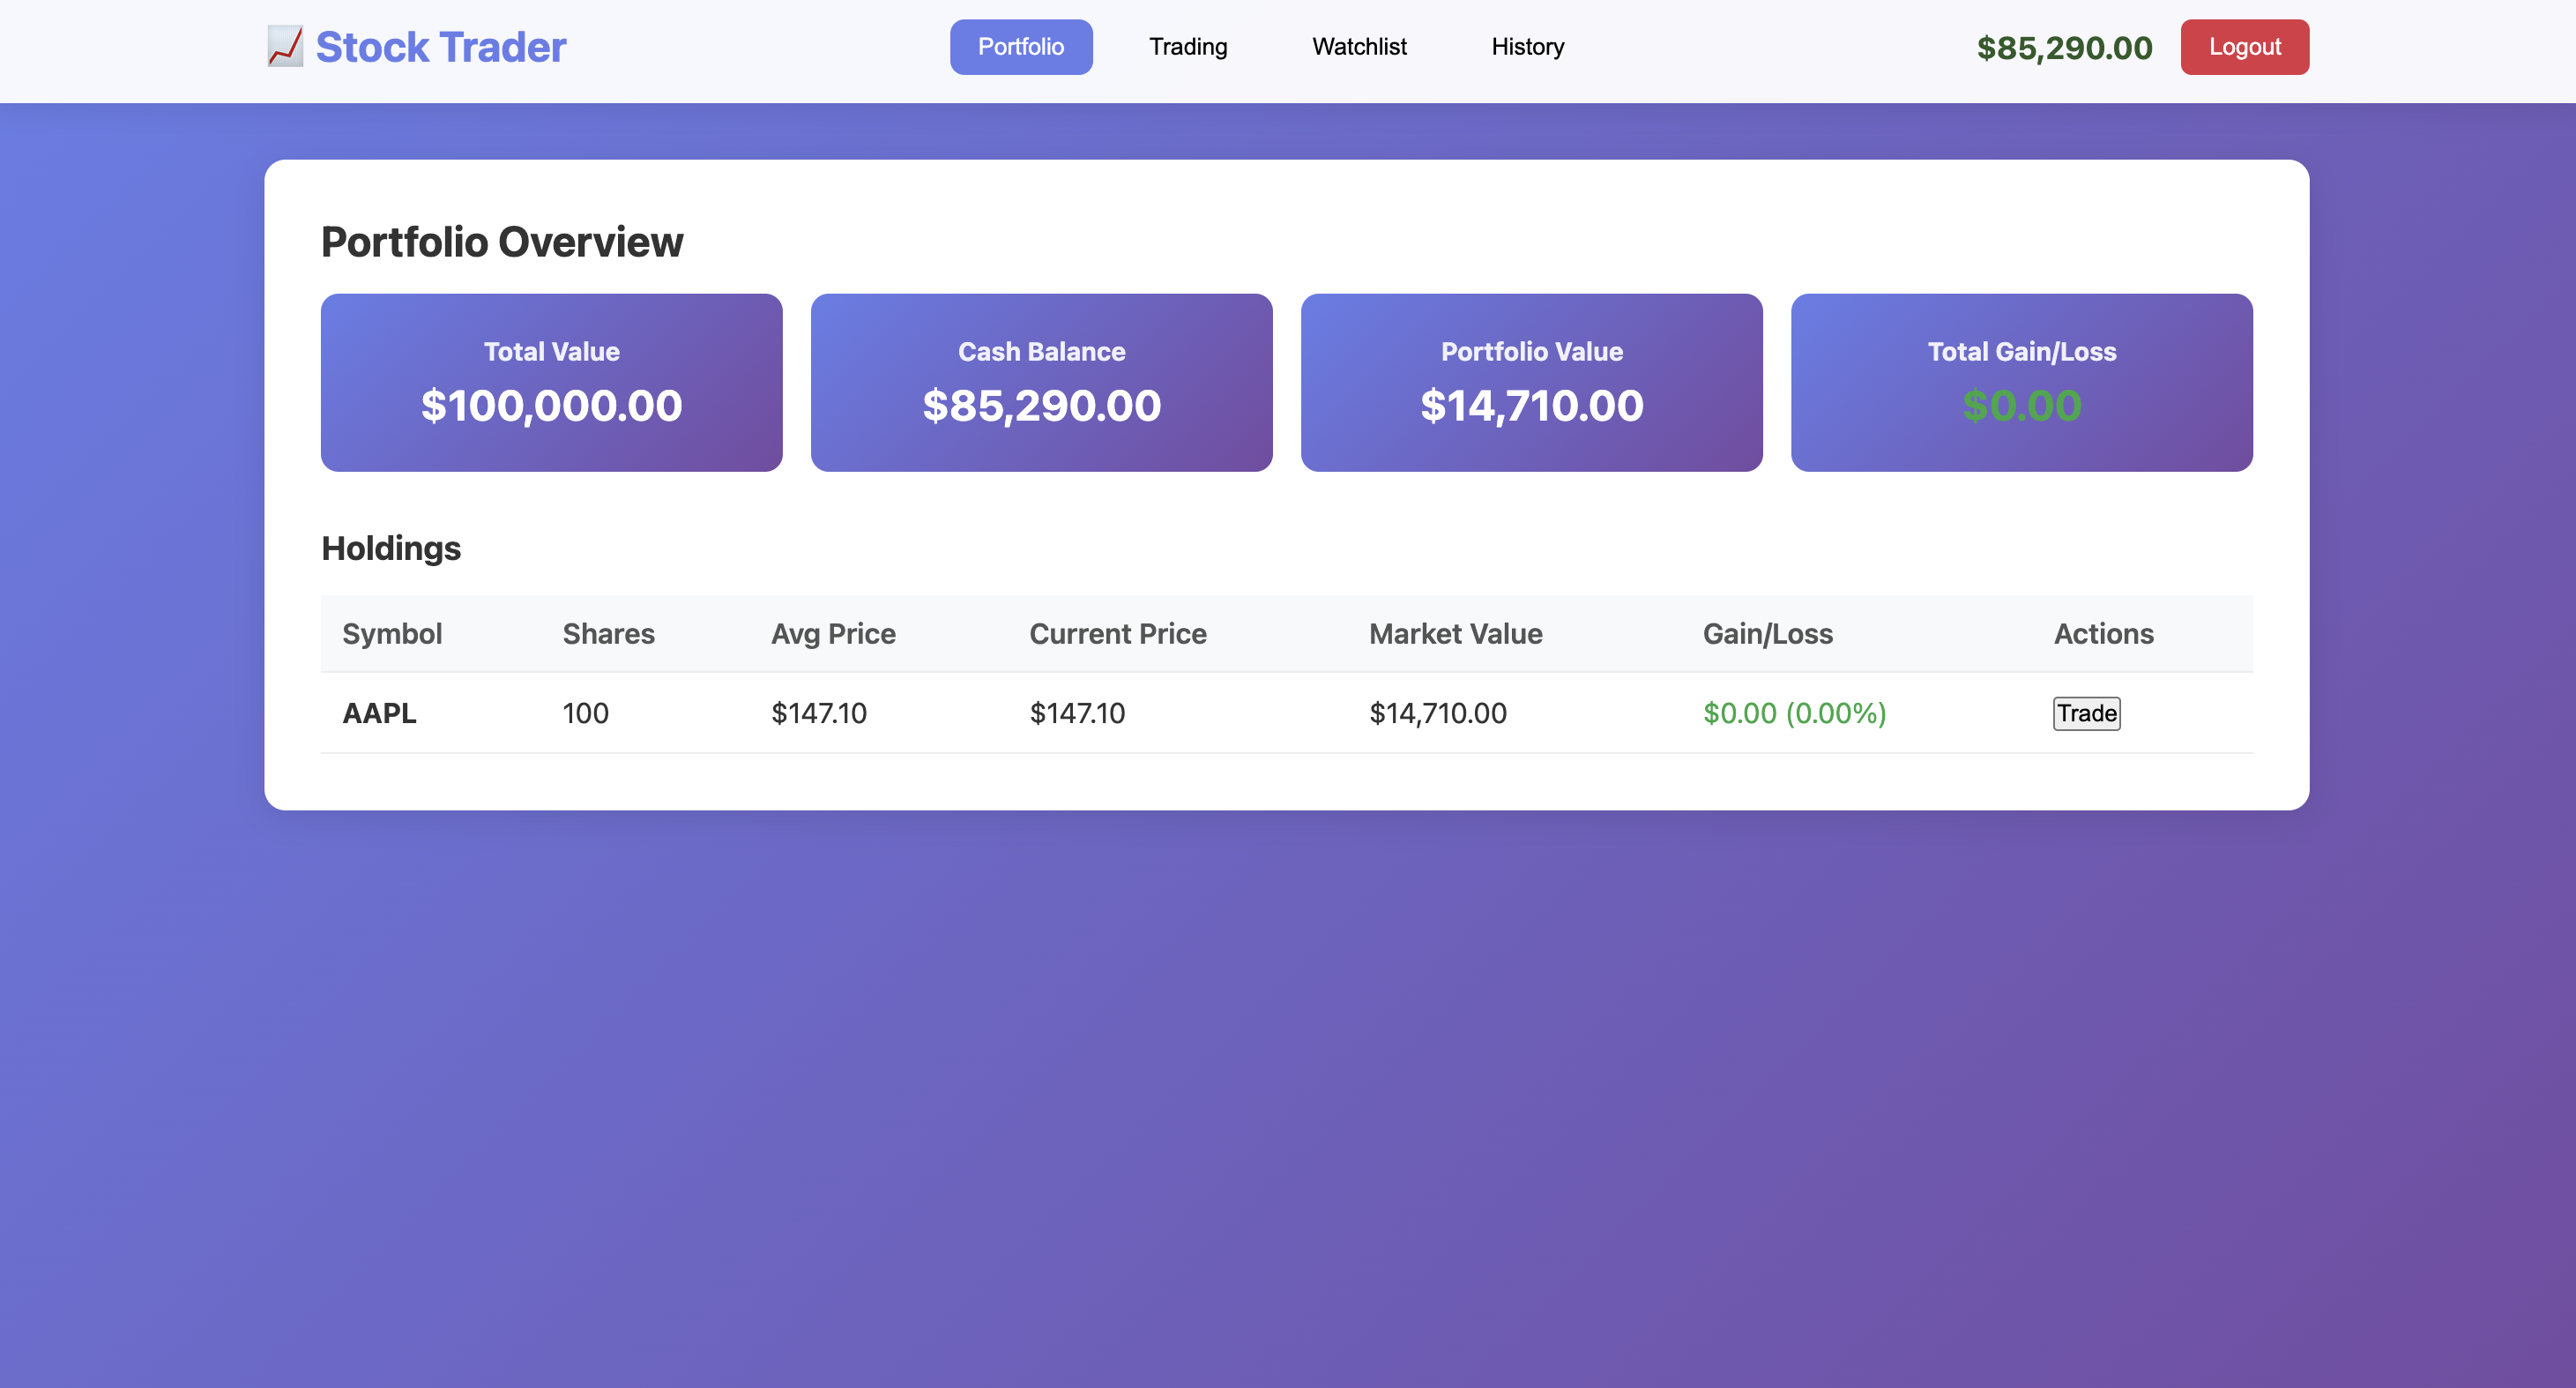 Stock Trader
Portfolio Trading Watchlist History
$85,290.00 Logout
Portfolio Overview
Total Value Cash Balance Portfolio Value Total Gain/Loss
$100,000.00 $85,290.00 $14,710.00 $0.00
Holdings
Symbol Shares Avg Price Current Price Market Value Gain/Loss Actions
AAPL 100 $147.10 $147.10 $14,710.00 $0.00 (0.00%) Trade